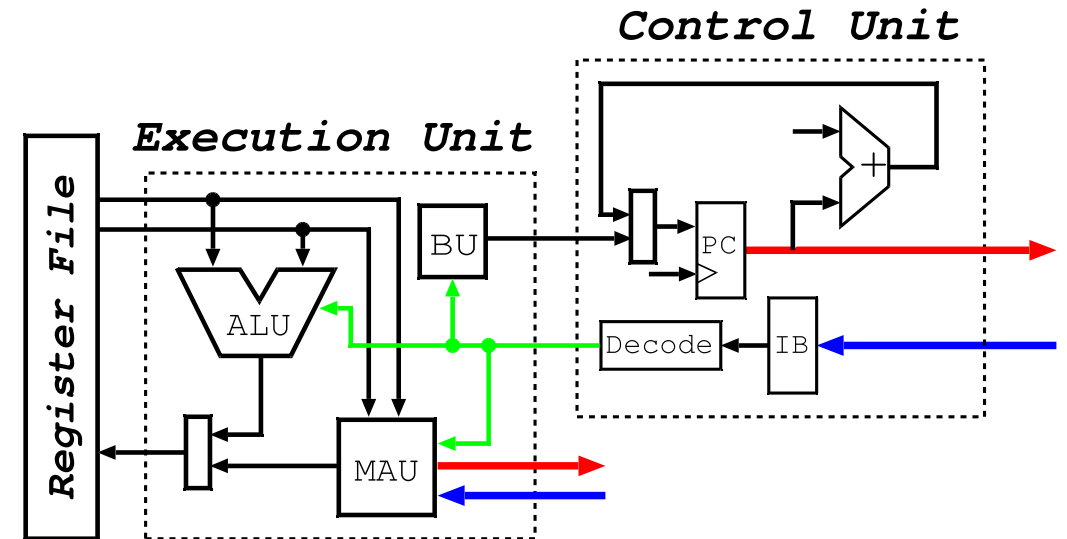 Control Unit
Execution Unit
Register File
BU
PC
+
ALU
Decode
IB
MAU